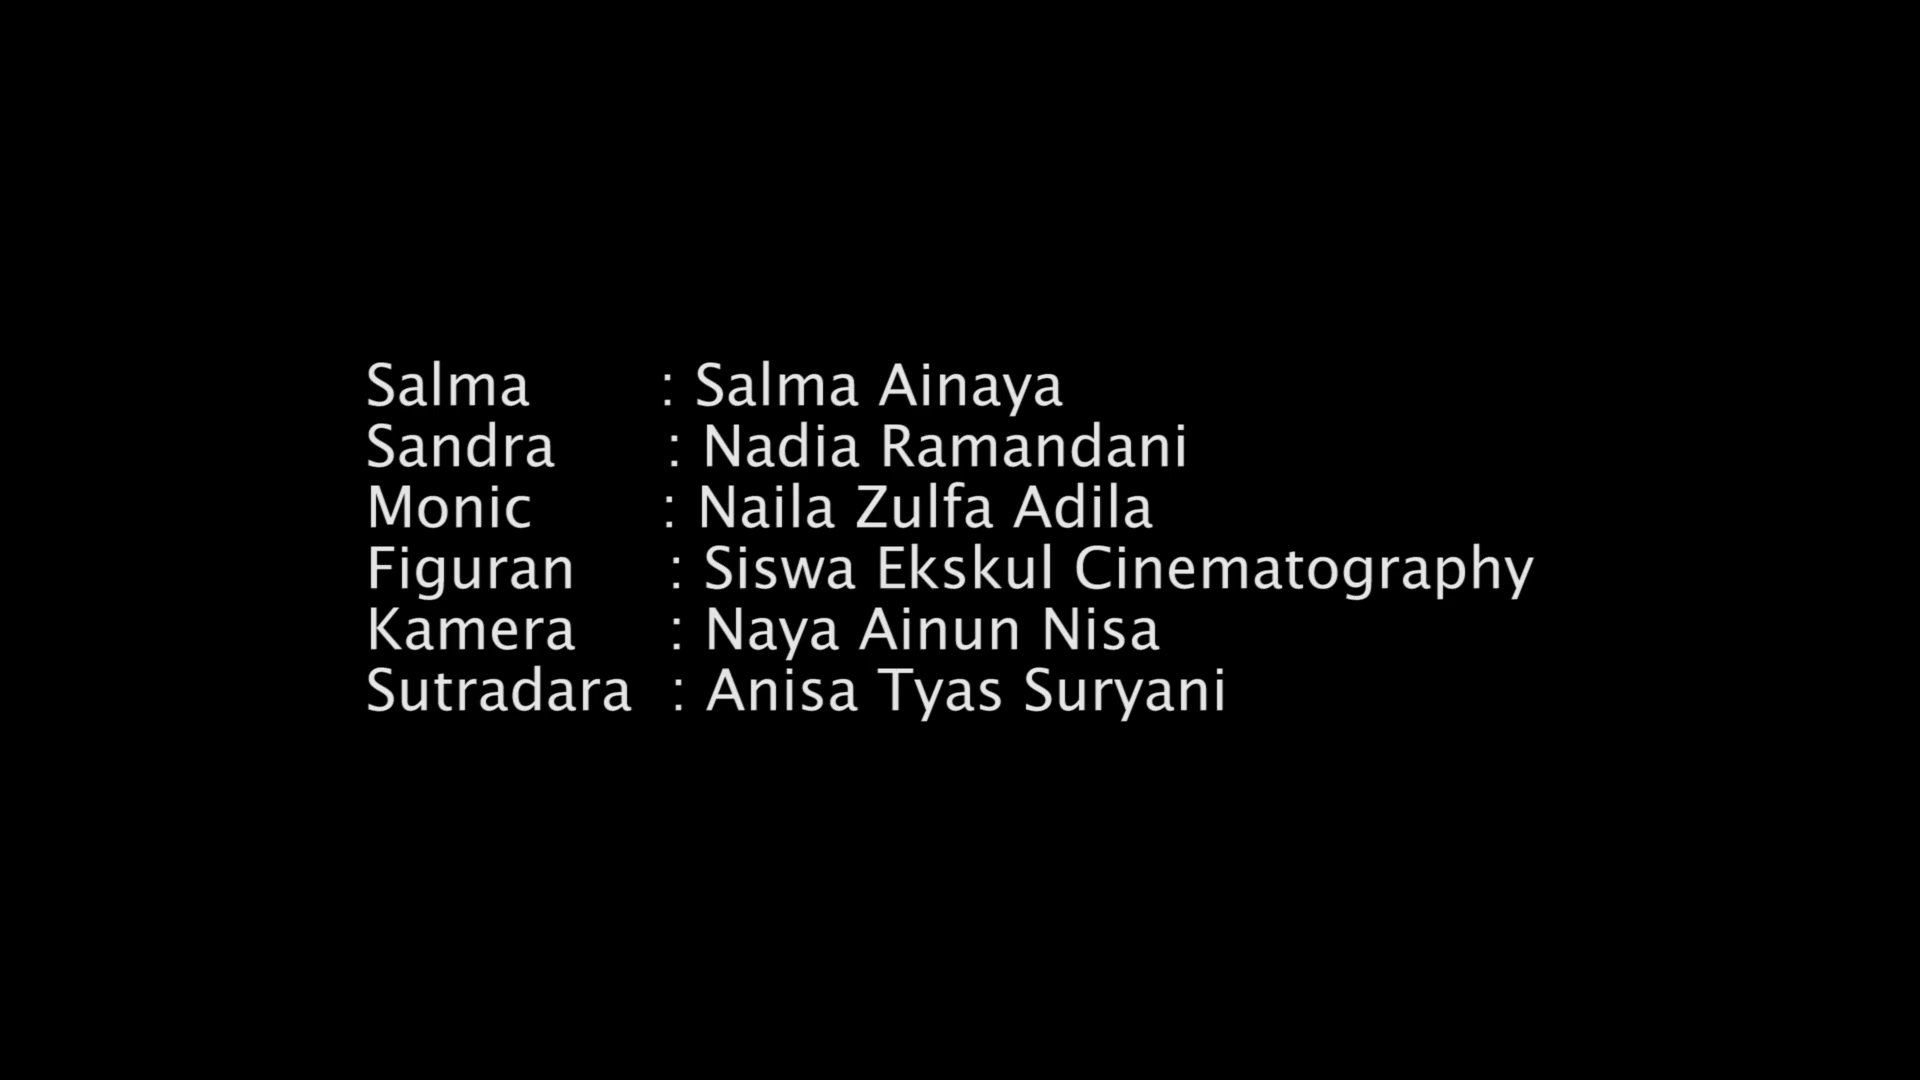 Salma : Salma Ainaya
Sandra : Nadia Ramandani
Monic : Naila Zulfa Adila
Figuran : Siswa Ekskul Cinematography
Kamera : Naya Ainun Nisa
Sutradara : Anisa Tyas Suryani